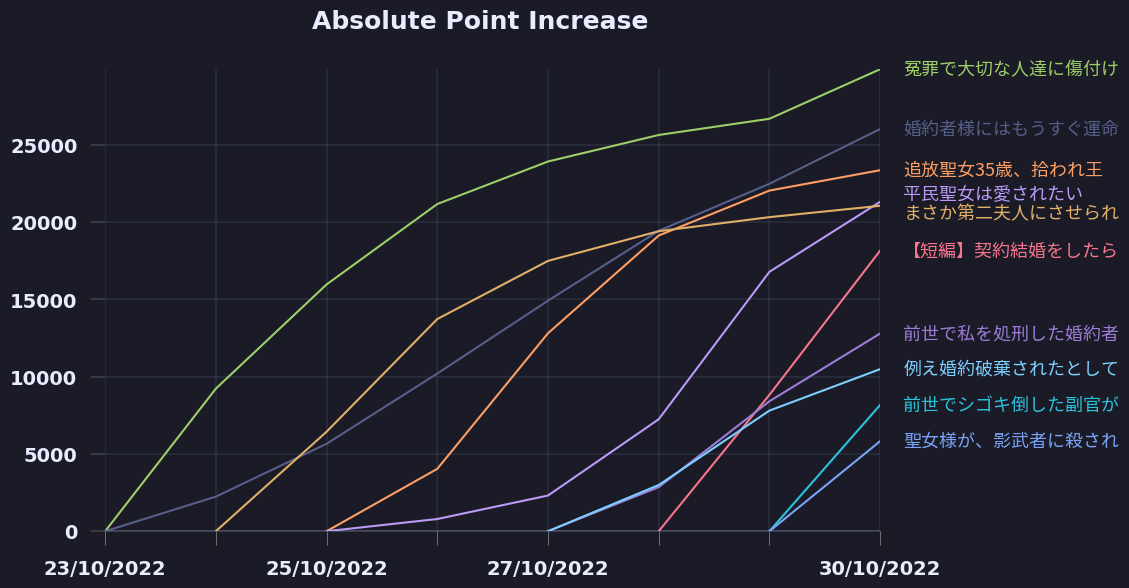 Absolute Point Increase
冤罪で大切な人達に傷付け
婚約者様にはもうすぐ運命
25000
追放聖女35歳、拾われ王
平民聖女は愛されたい
20000
まさか第二夫人にさせられ
【短編】契約結婚をしたら
15000
前世で私を処刑した婚約者
10000
例え婚約破棄されたとして
前世でシゴキ倒した副官が
5000
聖女様が、影武者に殺され
0
23/10/2022 25/10/2022 27/10/2022 30/10/2022